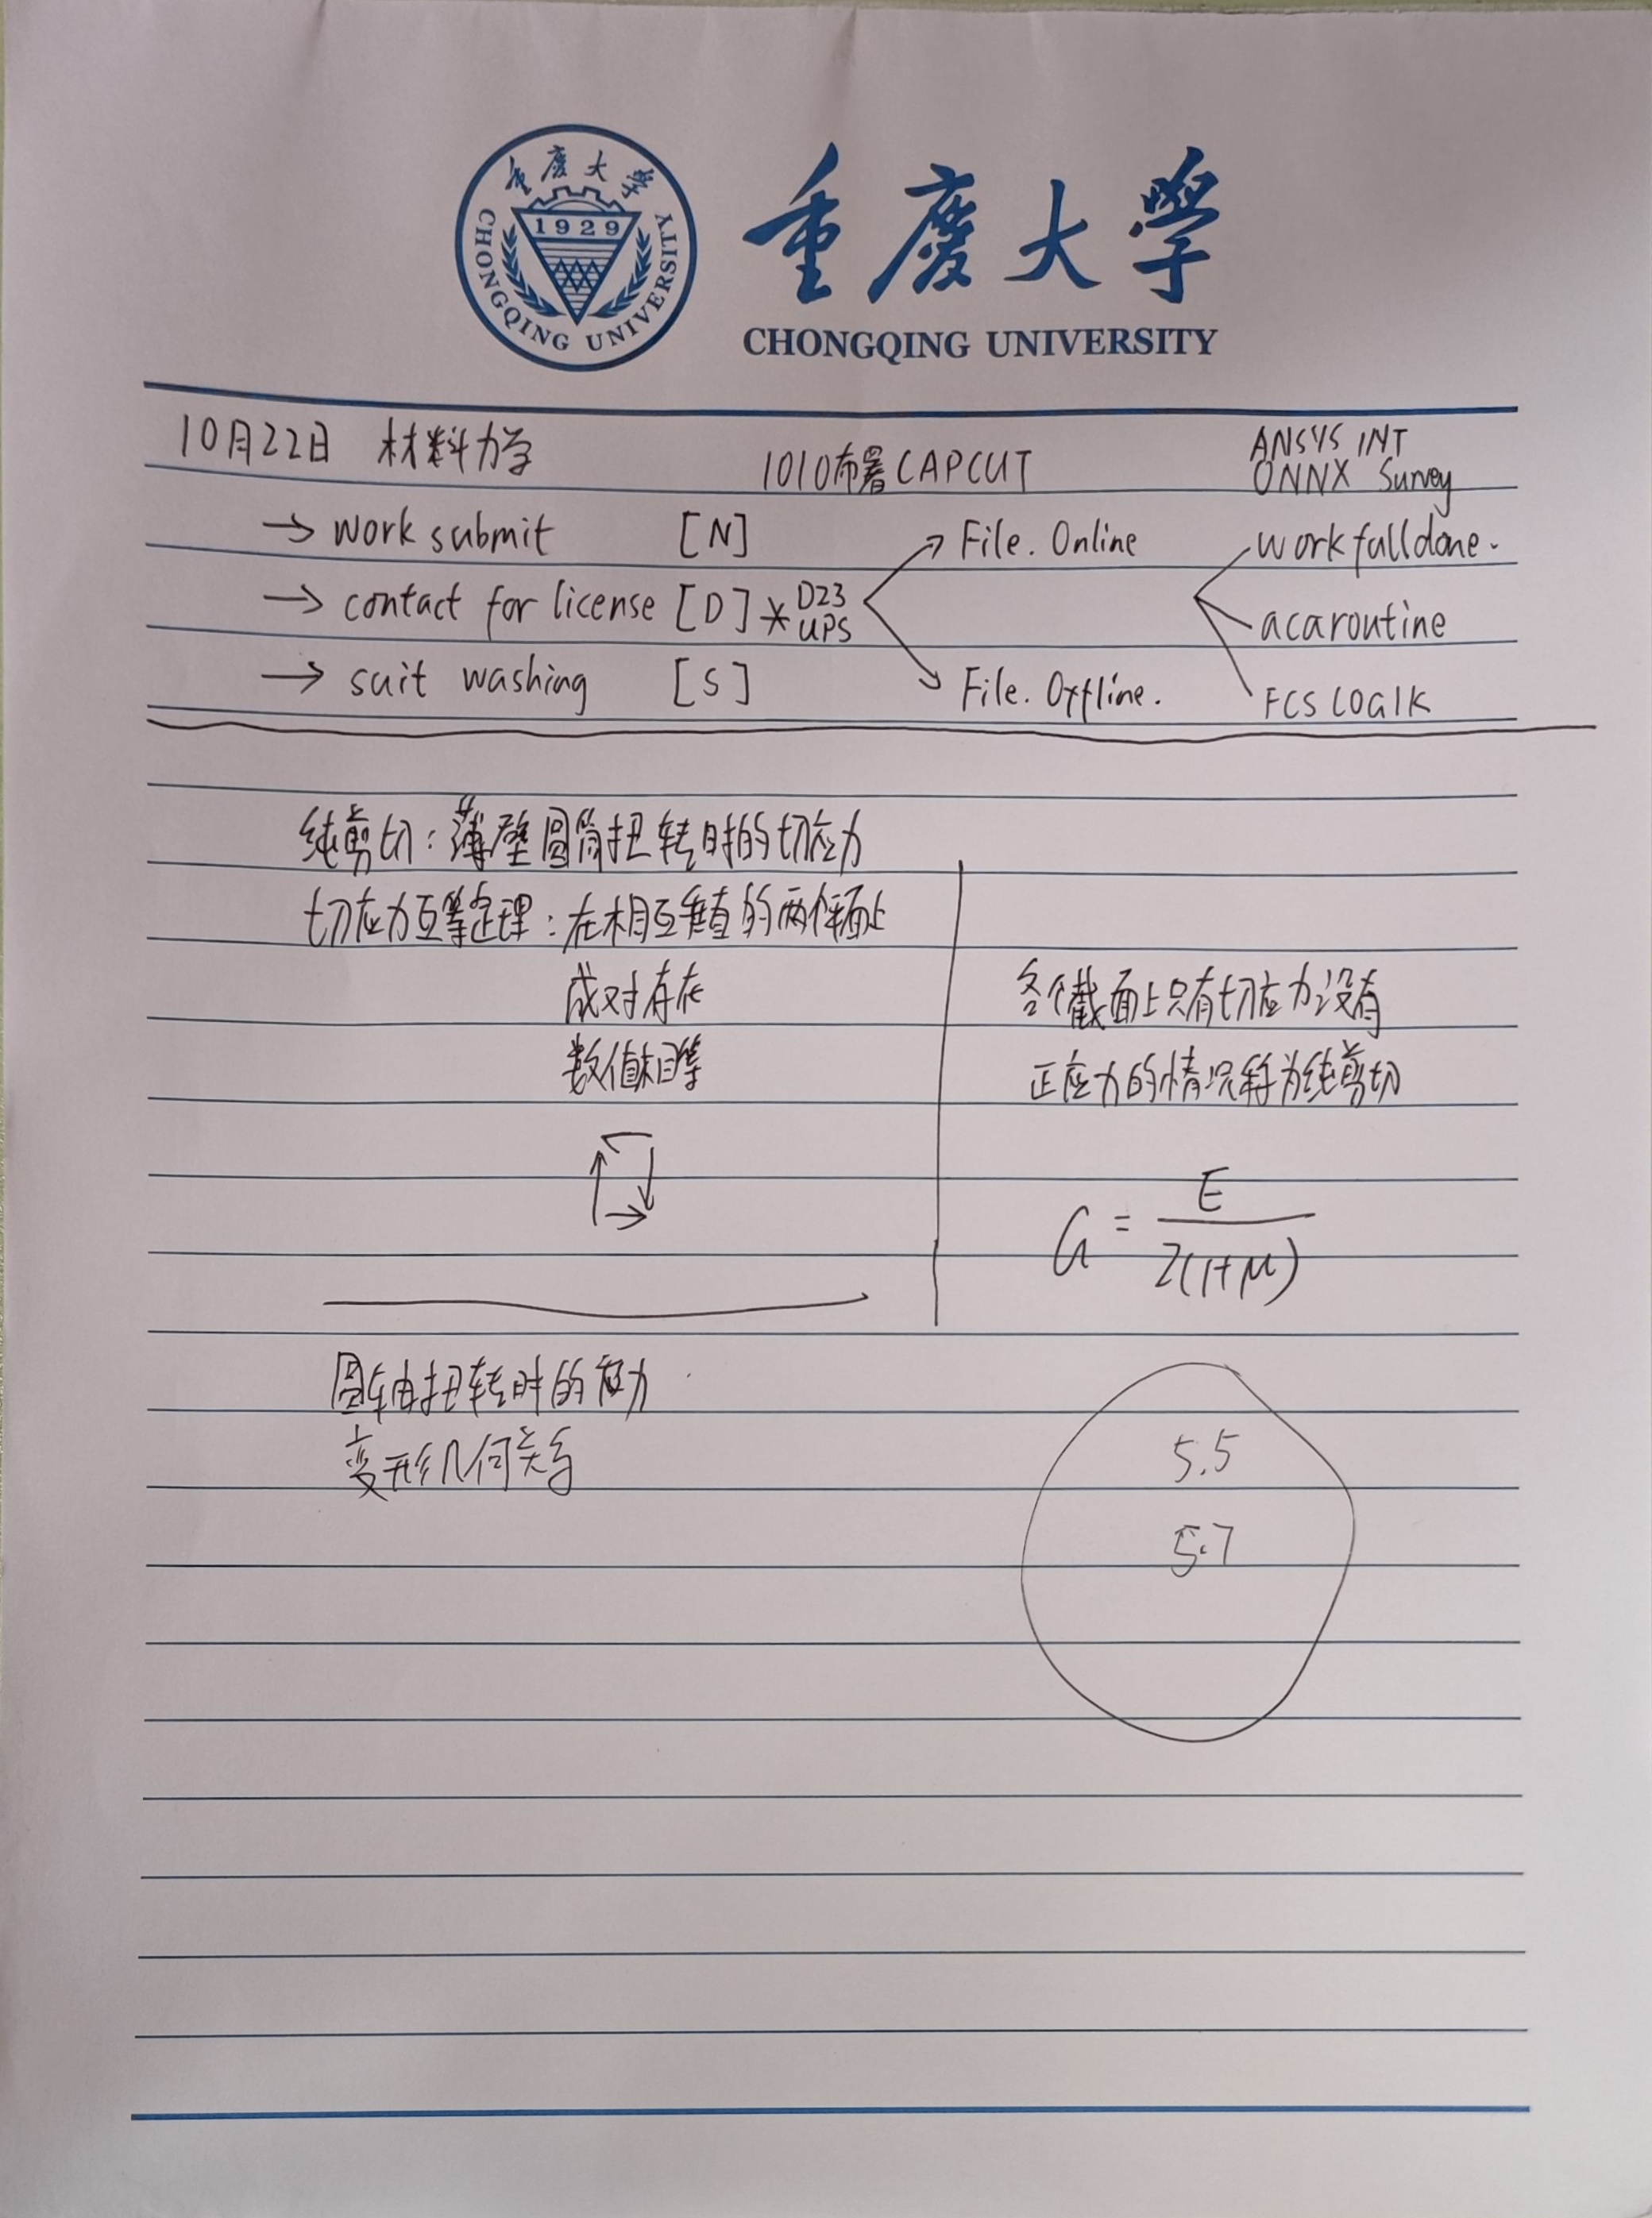 重慶大學
1929
CHONGQING UNIVERSITY
重慶大學
CHONGQING UNIVERSITY
10月22日 材料力学
1010布署CAPCUT
ANSYS INT
ONNX Survey
→ work submit [N]
→ contact for license [D] * D23
UPS
→ suit washing [S]
File. Online
File. Offline.
work full done.
acaroutine
FCS LOGIK
纯剪切:薄壁圆筒扭转时的切应力
切应力互等定理:在相互垂直的两个平面上
成对存在
数值相等
各个截面上只有切应力没有
正应力的情况称为纯剪切
G = E / 2(1+μ)
圆轴扭转时的应力
变形几何关系
5.5
5.7